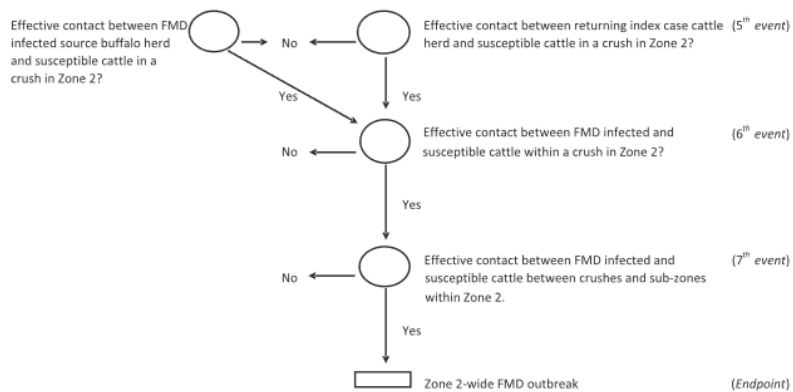 Effective contact between FMD
infected source buffalo herd
and susceptible cattle in a
crush in Zone 2?
No
Effective contact between returning index case cattle (5th event)
herd and susceptible cattle in a crush in Zone 2?
Yes
Yes
Effective contact between FMD infected and (6th event)
susceptible cattle within a crush in Zone 2?
No
Yes
Effective contact between FMD infected and (7th event)
susceptible cattle between crushes and sub-zones
within Zone 2.
No
Yes
Zone 2-wide FMD outbreak (Endpoint)